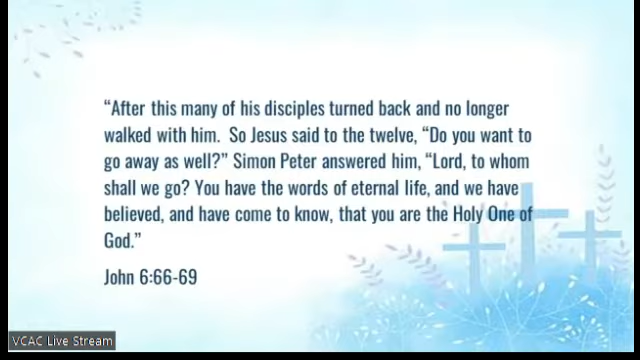 “After this many of his disciples turned back and no longer
walked with him.  So Jesus said to the twelve, “Do you want to
go away as well?” Simon Peter answered him, “Lord, to whom
shall we go? You have the words of eternal life, and we have
believed, and have come to know, that you are the Holy One of
God.”
John 6:66-69
VCAC Live Stream